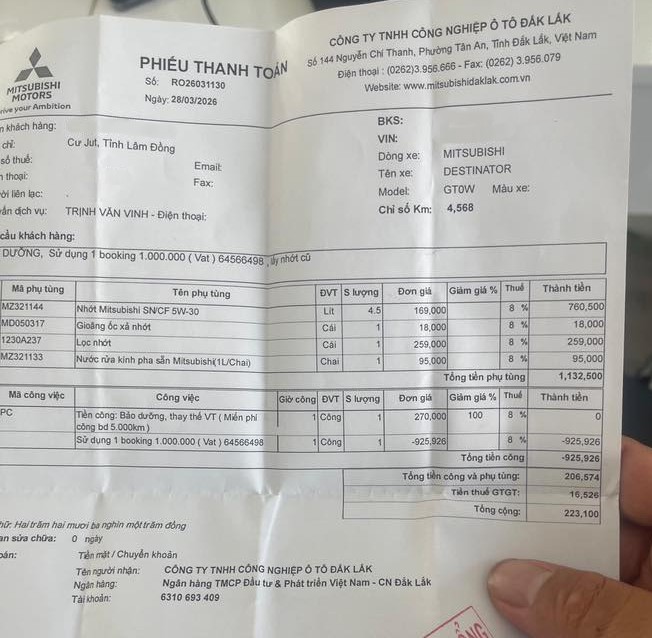 MITSUBISHI
MOTORS
Drive your Ambition
PHIẾU THANH TOÁN
Số: RO26031130
Ngày: 28/03/2026
CÔNG TY TNHH CÔNG NGHIỆP Ô TÔ ĐẮK LẮK
Số 144 Nguyễn Chí Thanh, Phường Tân An, Tỉnh Đắk Lắk, Việt Nam
Điện thoại : (0262)3.956.666 - Fax: (0262) 3.956.079
Website: www.mitsubishidaklak.com.vn
n khách hàng:
chỉ: Cư Jut, Tỉnh Lâm Đồng
số thuế:
n thoại: Email:
Fax:
ời liên lạc:
vấn dịch vụ: TRỊNH VĂN VINH - Điện thoại:
BKS:
VIN:
Dòng xe: MITSUBISHI
Tên xe: DESTINATOR
Model: GT0W Màu xe:
Chỉ số Km: 4,568
cầu khách hàng:
DƯỠNG, Sử dụng 1 booking 1.000.000 ( Vat ) 64566498 , lấy nhớt cũ
Mã phụ tùng Tên phụ tùng ĐVT S lượng Đơn giá Giảm giá % Thuế Thành tiền
MZ321144 Nhớt Mitsubishi SN/CF 5W-30 Lít 4.5 169,000 8 % 760,500
MD050317 Gioăng ốc xả nhớt Cái 1 18,000 8 % 18,000
1230A237 Lọc nhớt Cái 1 259,000 8 % 259,000
MZ321133 Nước rửa kính pha sẵn Mitsubishi(1L/Chai) Chai 1 95,000 8 % 95,000
Tổng tiền phụ tùng 1,132,500
Mã công việc Công việc Giờ công ĐVT S lượng Đơn giá Giảm giá % Thuế Thành tiền
PC Tiền công: Bảo dưỡng, thay thế VT ( Miễn phí 1 Công 1 270,000 100 8 % 0
công bd 5.000km )
Sử dụng 1 booking 1.000.000 ( Vat ) 64566498 1 Công 1 -925,926 8 % -925,926
Tổng tiền công -925,926
Tổng tiền công và phụ tùng: 206,574
Tiền thuế GTGT: 16,526
Tổng cộng: 223,100
chữ: Hai trăm hai mươi ba nghìn một trăm đồng
an sửa chữa: 0 ngày
oán: Tiền mặt / Chuyển khoản
Tên người nhận: CÔNG TY TNHH CÔNG NGHIỆP Ô TÔ ĐẮK LẮK
Ngân hàng: Ngân hàng TMCP Đầu tư & Phát triển Việt Nam - CN Đắk Lắk
Tài khoản: 6310 693 409